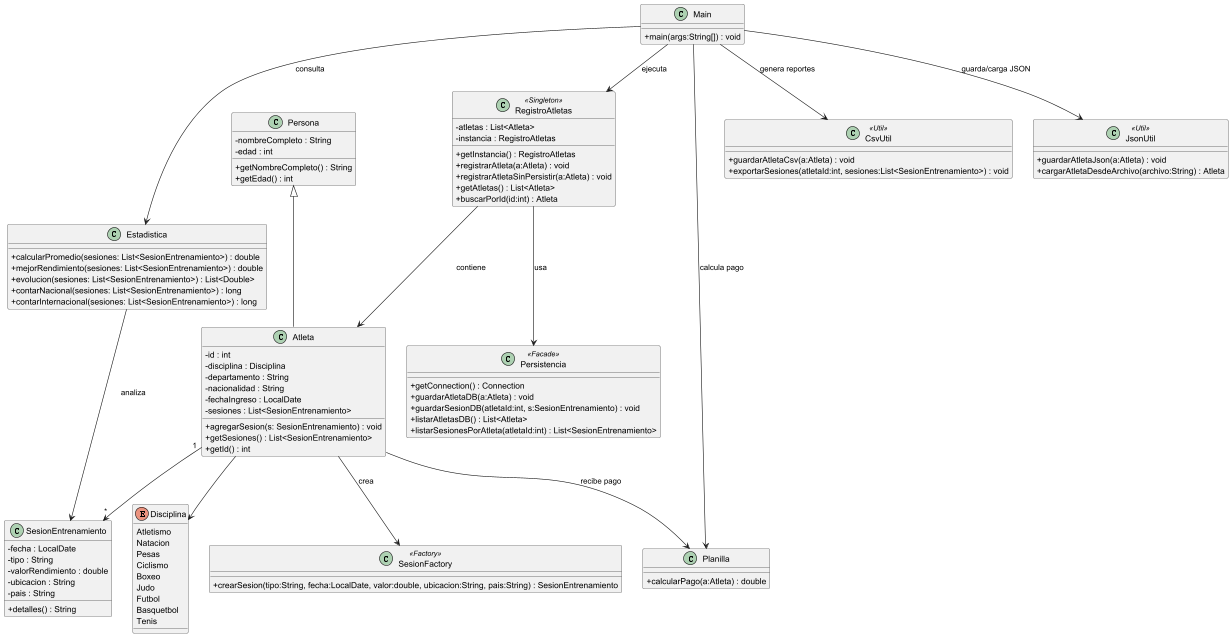 C Main
+main(args:String[]) : void
consulta
ejecuta
genera reportes
guarda/carga JSON
C Persona
-nombreCompleto : String
-edad : int
+getNombreCompleto() : String
+getEdad() : int
C «Singleton»
RegistroAtletas
-atletas : List<Atleta>
-instancia : RegistroAtletas
+getInstancia() : RegistroAtletas
+registrarAtleta(a:Atleta) : void
+registrarAtletaSinPersistir(a:Atleta) : void
+getAtletas() : List<Atleta>
+buscarPorId(id:int) : Atleta
C «Util»
CsvUtil
+guardarAtletaCsv(a:Atleta) : void
+exportarSesiones(atletaId:int, sesiones:List<SesionEntrenamiento>) : void
C «Util»
JsonUtil
+guardarAtletaJson(a:Atleta) : void
+cargarAtletaDesdeArchivo(archivo:String) : Atleta
C Estadistica
+calcularPromedio(sesiones: List<SesionEntrenamiento>) : double
+mejorRendimiento(sesiones: List<SesionEntrenamiento>) : double
+evolucion(sesiones: List<SesionEntrenamiento>) : List<Double>
+contarNacional(sesiones: List<SesionEntrenamiento>) : long
+contarInternacional(sesiones: List<SesionEntrenamiento>) : long
contiene
usa
calcula pago
C Atleta
-id : int
-disciplina : Disciplina
-departamento : String
-nacionalidad : String
-fechaIngreso : LocalDate
-sesiones : List<SesionEntrenamiento>
+agregarSesion(s: SesionEntrenamiento) : void
+getSesiones() : List<SesionEntrenamiento>
+getId() : int
C «Facade»
Persistencia
+getConnection() : Connection
+guardarAtletaDB(a:Atleta) : void
+guardarSesionDB(atletaId:int, s:SesionEntrenamiento) : void
+listarAtletasDB() : List<Atleta>
+listarSesionesPorAtleta(atletaId:int) : List<SesionEntrenamiento>
analiza
1
*
crea
recibe pago
C SesionEntrenamiento
-fecha : LocalDate
-tipo : String
-valorRendimiento : double
-ubicacion : String
-pais : String
+detalles() : String
E Disciplina
Atletismo
Natacion
Pesas
Ciclismo
Boxeo
Judo
Futbol
Basquetbol
Tenis
C «Factory»
SesionFactory
+crearSesion(tipo:String, fecha:LocalDate, valor:double, ubicacion:String, pais:String) : SesionEntrenamiento
C Planilla
+calcularPago(a:Atleta) : double